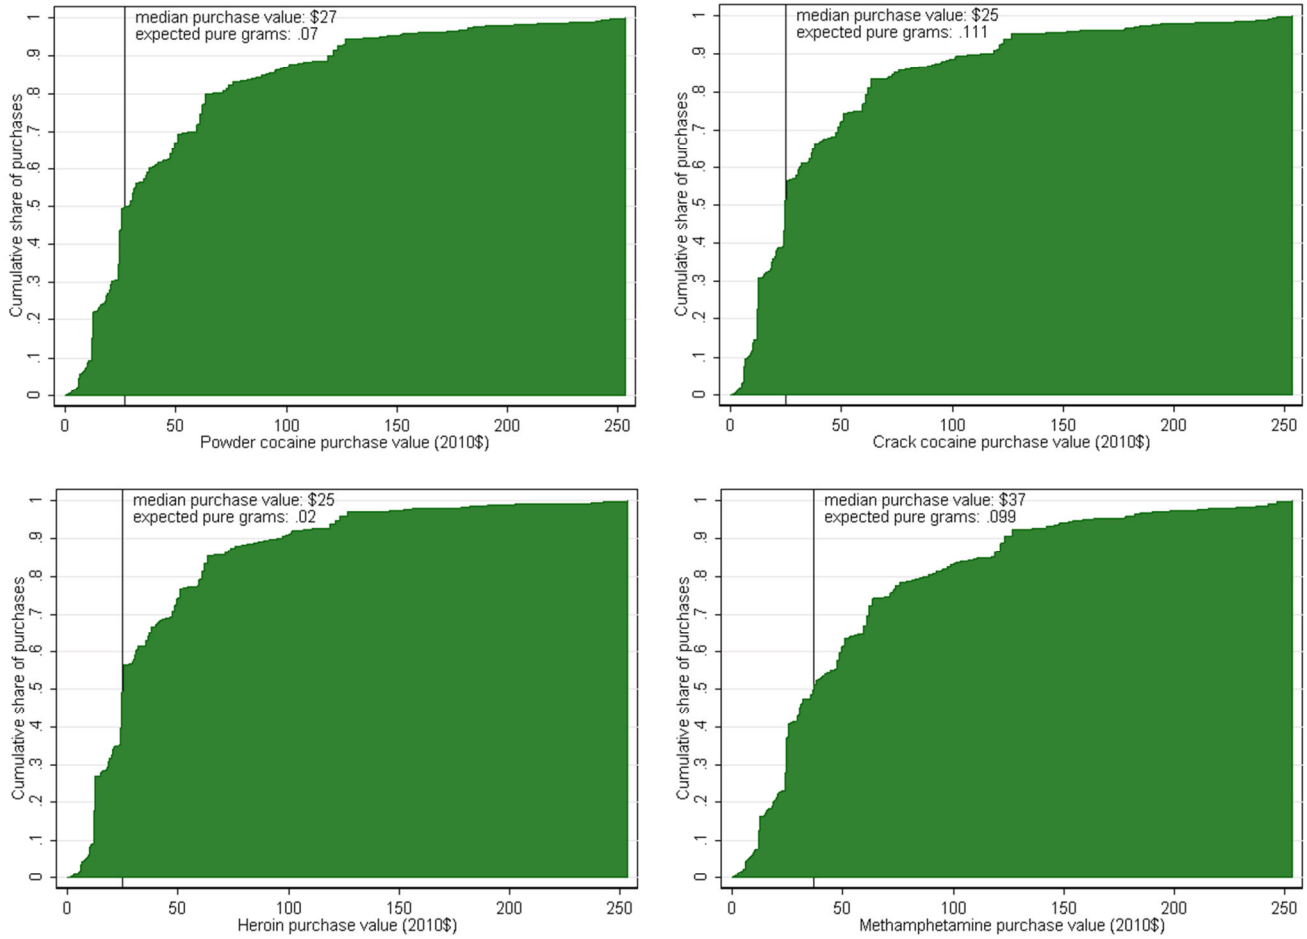 median purchase value: $27
expected pure grams: .07
Cumulative share of purchases
0 .1 .2 .3 .4 .5 .6 .7 .8 .9 1
0 50 100 150 200 250
Powder cocaine purchase value (2010$)
median purchase value: $25
expected pure grams: .111
Cumulative share of purchases
0 .1 .2 .3 .4 .5 .6 .7 .8 .9 1
0 50 100 150 200 250
Crack cocaine purchase value (2010$)
median purchase value: $25
expected pure grams: .02
Cumulative share of purchases
0 .1 .2 .3 .4 .5 .6 .7 .8 .9 1
0 50 100 150 200 250
Heroin purchase value (2010$)
median purchase value: $37
expected pure grams: .099
Cumulative share of purchases
0 .1 .2 .3 .4 .5 .6 .7 .8 .9 1
0 50 100 150 200 250
Methamphetamine purchase value (2010$)